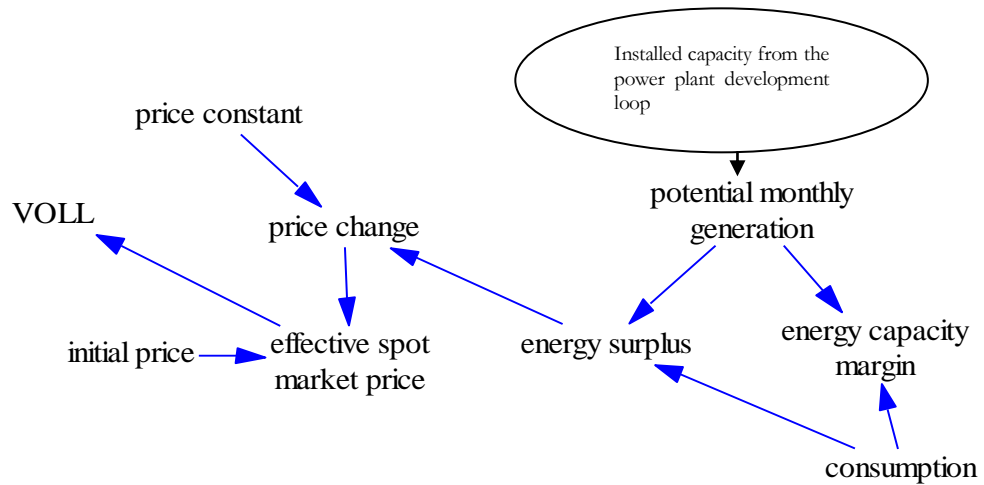 Installed capacity from the
power plant development
loop
price constant
potential monthly
generation
VOLL
price change
initial price
effective spot
market price
energy surplus
energy capacity
margin
consumption